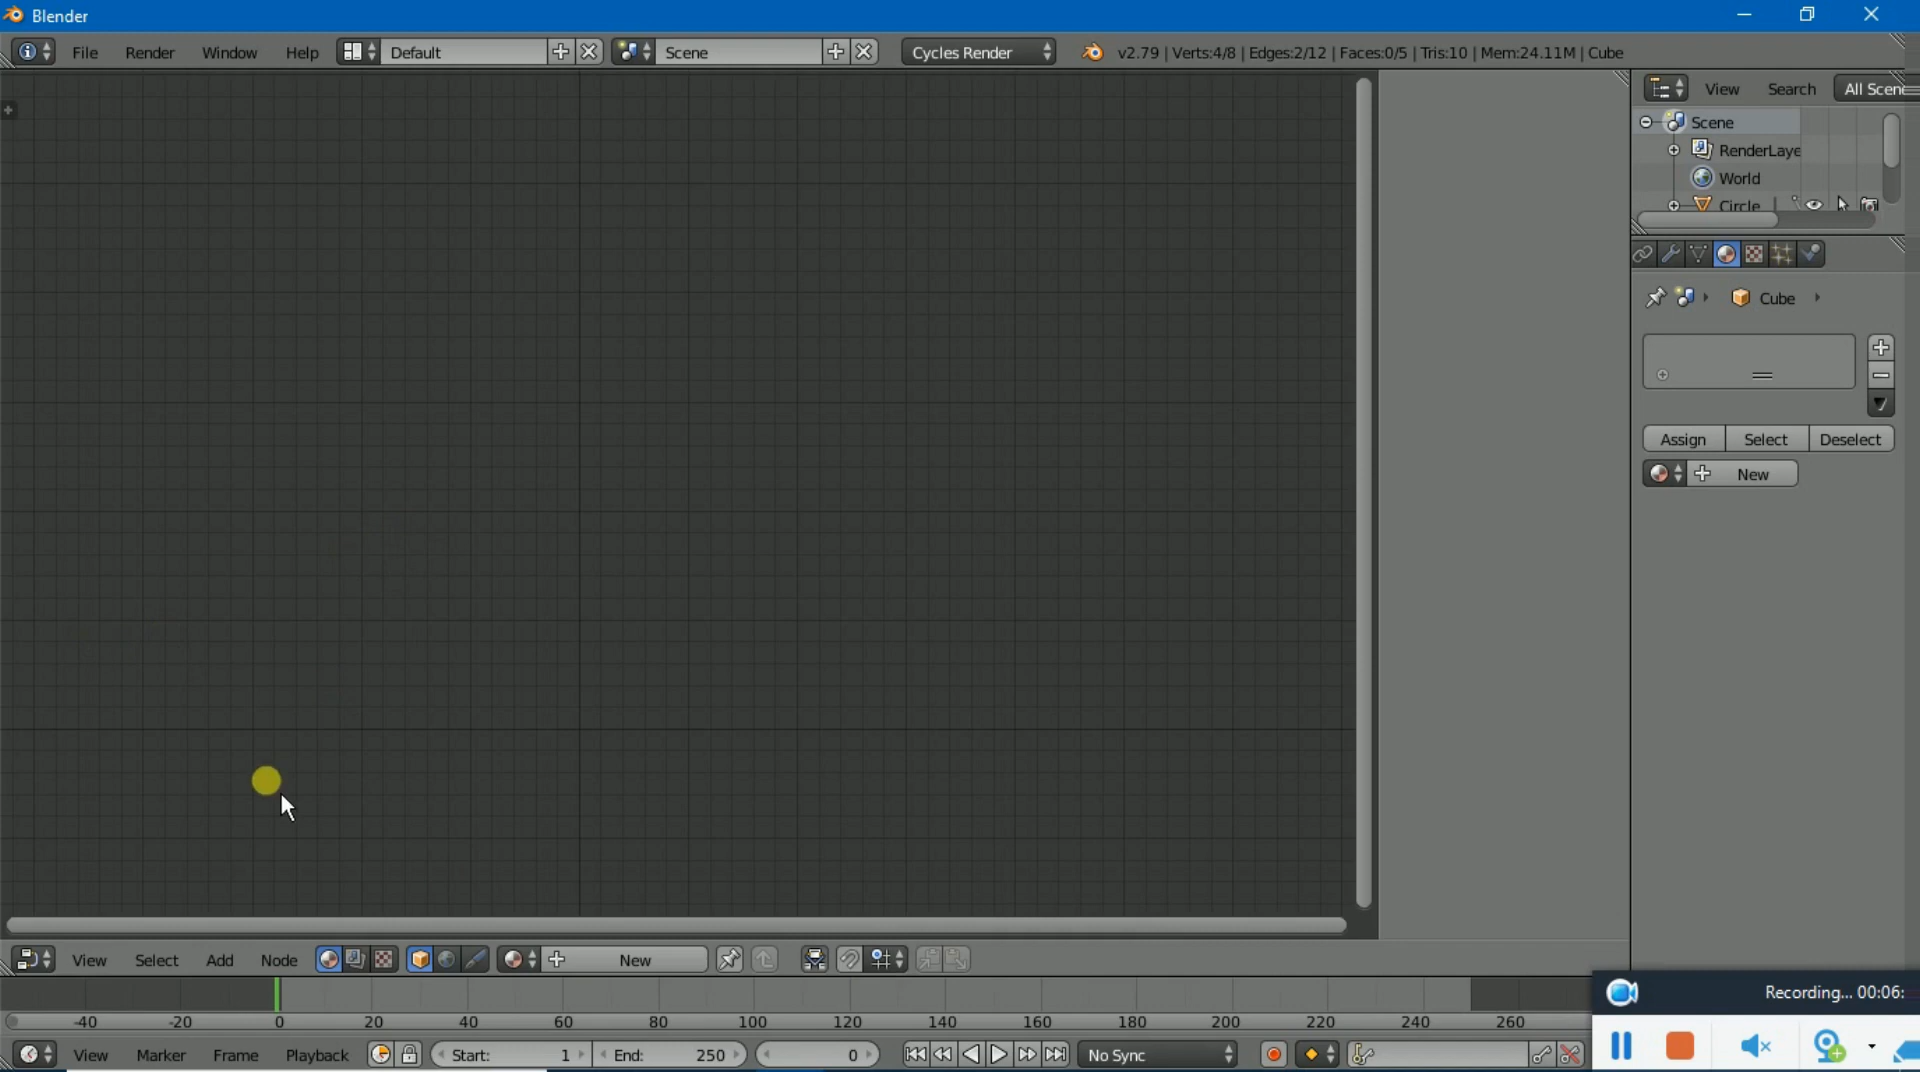 Blender
File Render Window Help Default Scene Cycles Render v2.79 | Verts:4/8 | Edges:2/12 | Faces:0/5 | Tris:10 | Mem:24.11M | Cube
View Search All Scen
Scene
RenderLaye
World
Circle
Cube
Assign Select Deselect
New
View Select Add Node New
Recording... 00:06:
-40 -20 0 20 40 60 80 100 120 140 160 180 200 220 240 260
View Marker Frame Playback Start: 1 End: 250 0 No Sync